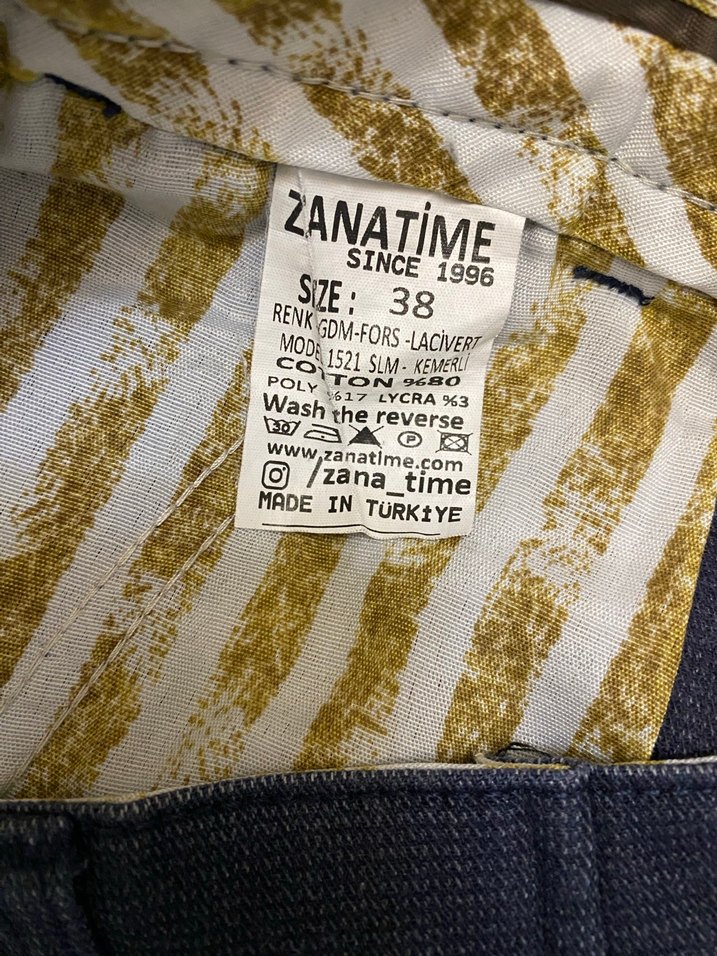 ZANATİME
SINCE 1996
SIZE: 38
RENK GDM-FORS -LACİVERT
MODEL 1521 SLM - KEMERLİ
COTTON %80
POLY %17 LYCRA %3
Wash the reverse
30 P
www.zanatime.com
/zana_time
MADE IN TÜRKİYE